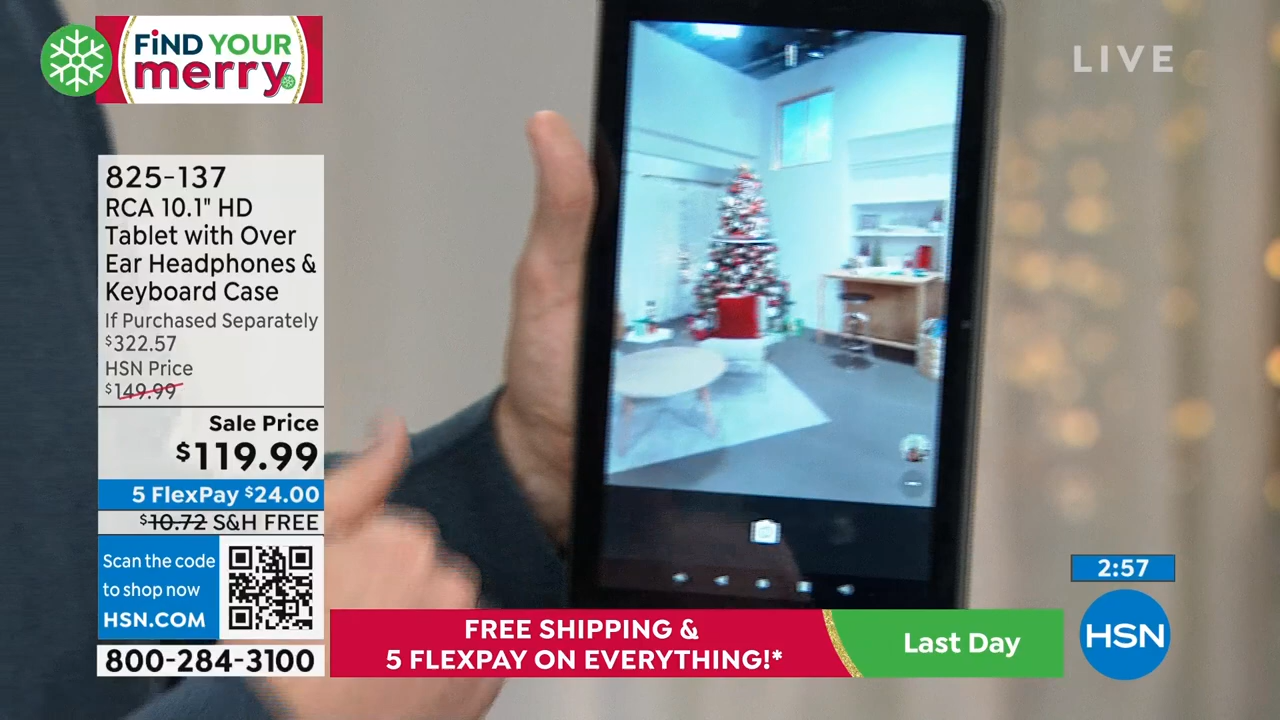 FiND YOUR
merry
LIVE
825-137
RCA 10.1" HD
Tablet with Over
Ear Headphones &
Keyboard Case
If Purchased Separately
$322.57
HSN Price
$149.99
Sale Price
$119.99
5 FlexPay $24.00
$10.72 S&H FREE
Scan the code
to shop now
HSN.COM
800-284-3100
FREE SHIPPING &
5 FLEXPAY ON EVERYTHING!*
Last Day
2:57
HSN